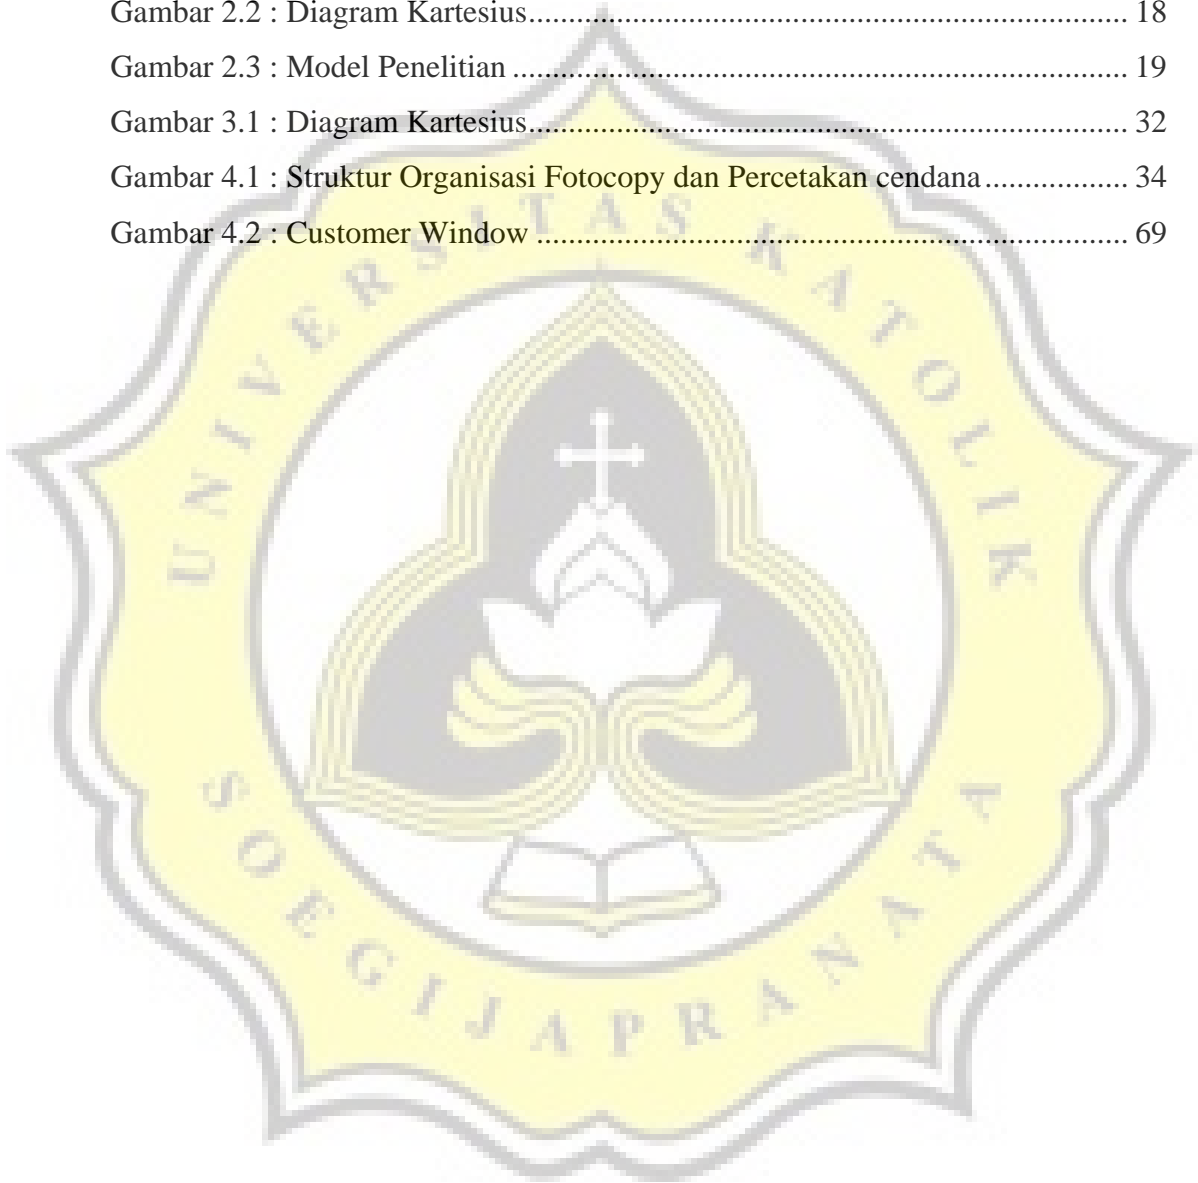 Gambar 2.2 : Diagram Kartesius.......................................................................... 18
Gambar 2.3 : Model Penelitian ............................................................................ 19
Gambar 3.1 : Diagram Kartesius.......................................................................... 32
Gambar 4.1 : Struktur Organisasi Fotocopy dan Percetakan cendana................. 34
Gambar 4.2 : Customer Window ......................................................................... 69
UNIVERSITAS KATOLIK
SOEGIJAPRANATA